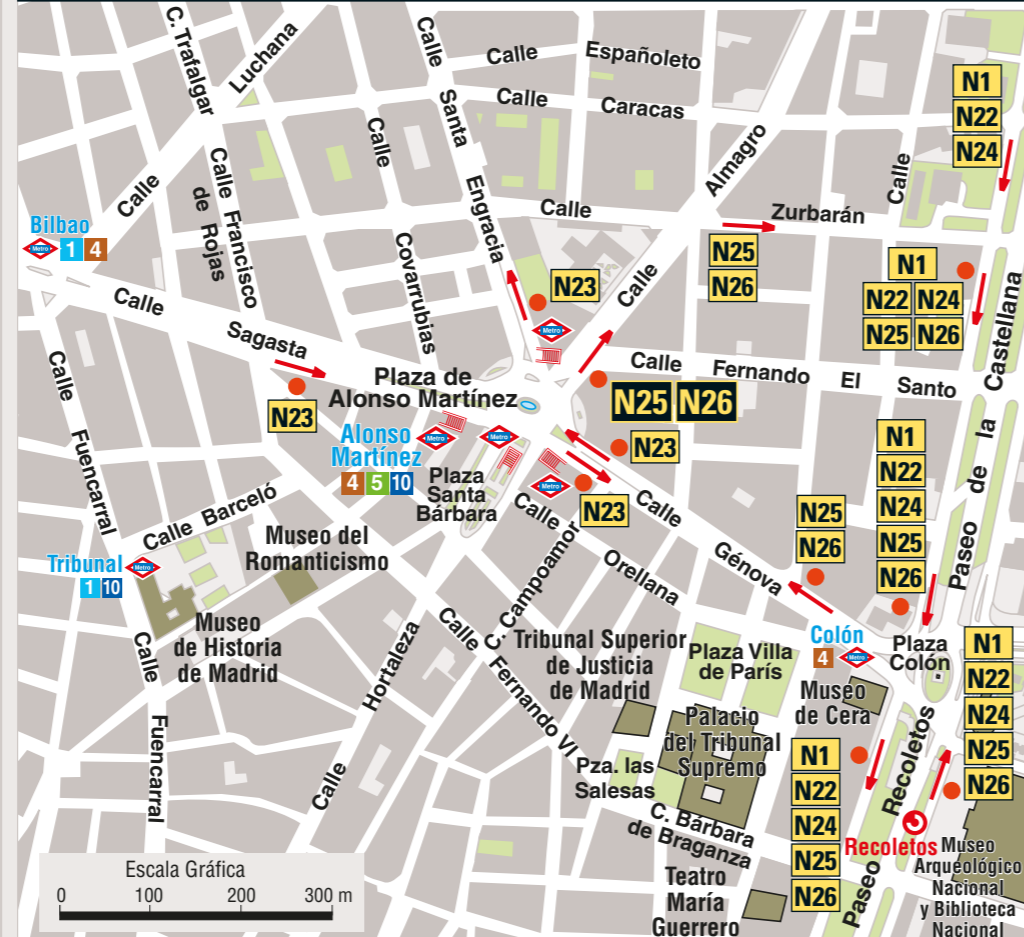 C. Trafalgar
Luchana
Calle
Calle
Santa
Engracia
Calle Españoleto
Calle Caracas
Calle
Covarrubias
Calle Francisco
de Rojas
Almagro
Calle
Calle Zurbarán
Calle
N1
N22
N24
Bilbao
Metro
1 4
N25
N26
N1
N22 N24
N25 N26
N23
Metro
Calle
Sagasta
Calle
Fuencarral
N23
Plaza de
Alonso Martínez
Calle Fernando El Santo
N25 N26
Paseo de la Castellana
Alonso
Martínez
Metro
Metro
4 5 10
N23
Metro
N23
Plaza
Santa
Bárbara
N1
N22
N24
N25
N26
Calle
Génova
N25
N26
Calle Barceló
Tribunal
Metro
1 10
Museo del
Romanticismo
Calle
Orellana
C. Campoamor
Museo
de Historia
de Madrid
Calle
Fuencarral
Hortaleza
Calle
Calle Fernando VI
Tribunal Superior
de Justicia
de Madrid
Plaza Villa
de París
Colón
4
Metro
Plaza
Colón
N1
N22
N24
N25
N26
Museo
de Cera
Palacio
del Tribunal
Supremo
Pza. las
Salesas
N1
N22
N24
N25
N26
Paseo Recoletos
C. Bárbara
de Braganza
Recoletos
Museo
Arqueológico
Nacional
y Biblioteca
Nacional
Teatro
María
Guerrero
Escala Gráfica
0 100 200 300 m